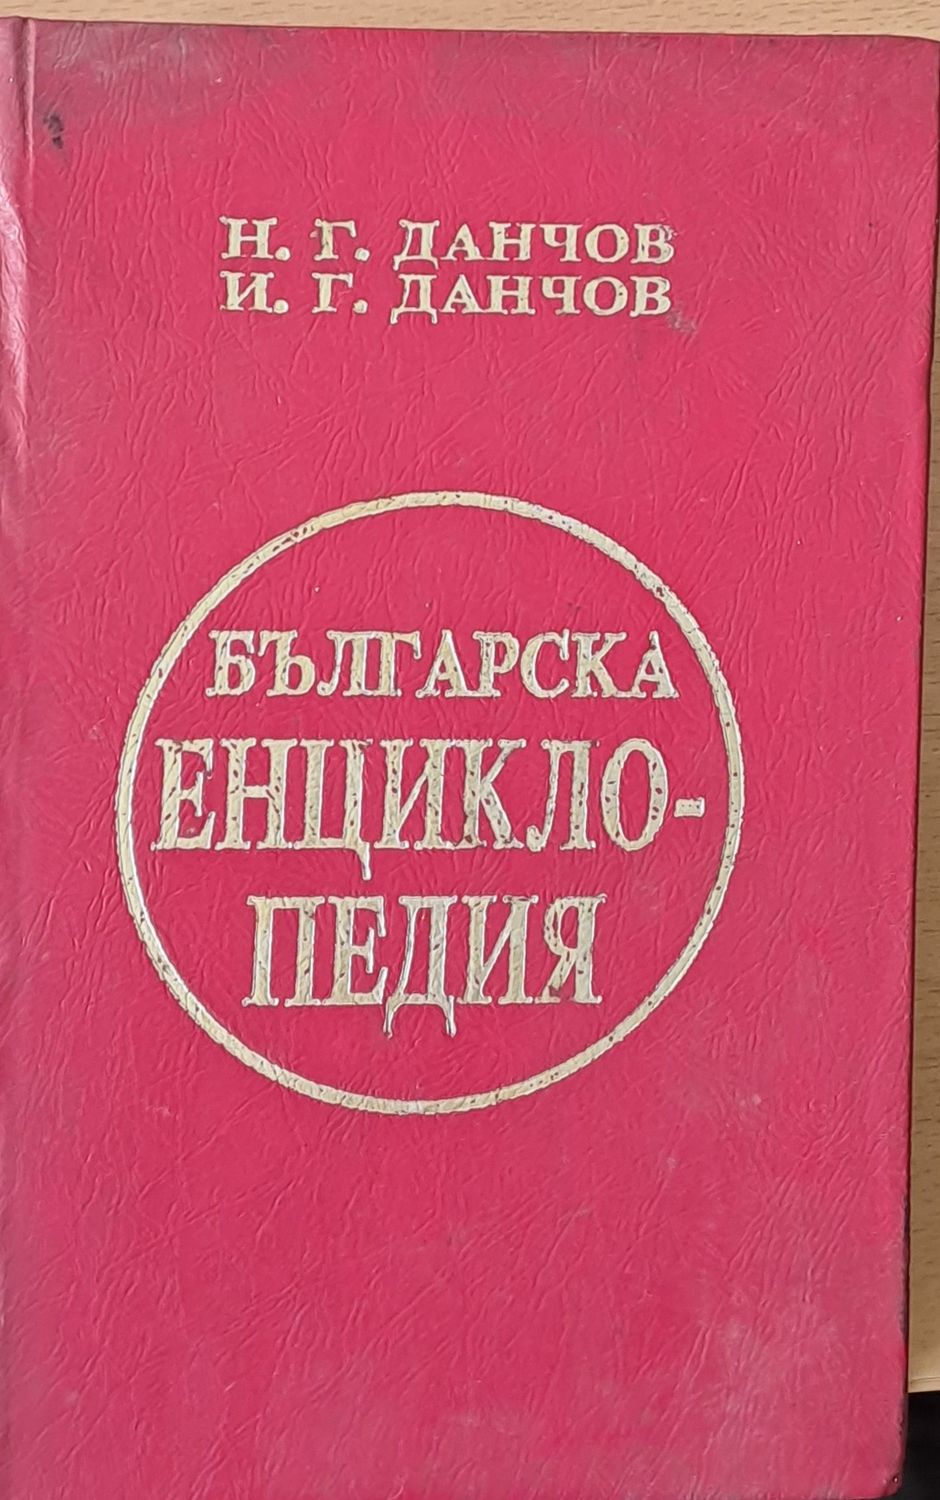 Н. Г. ДАНЧОВ
И. Г. ДАНЧОВ
БЪЛГАРСКА
ЕНЦИКЛО-
ПЕДИЯ